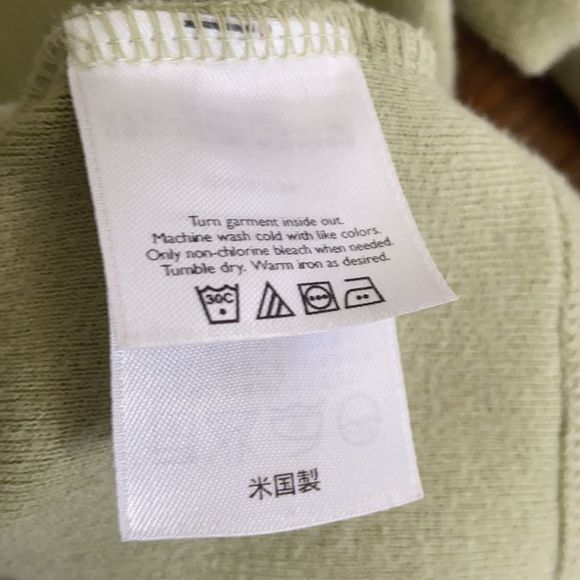 Turn garment inside out.
Machine wash cold with like colors.
Only non-chlorine bleach when needed.
Tumble dry. Warm iron as desired.
30C
米国製